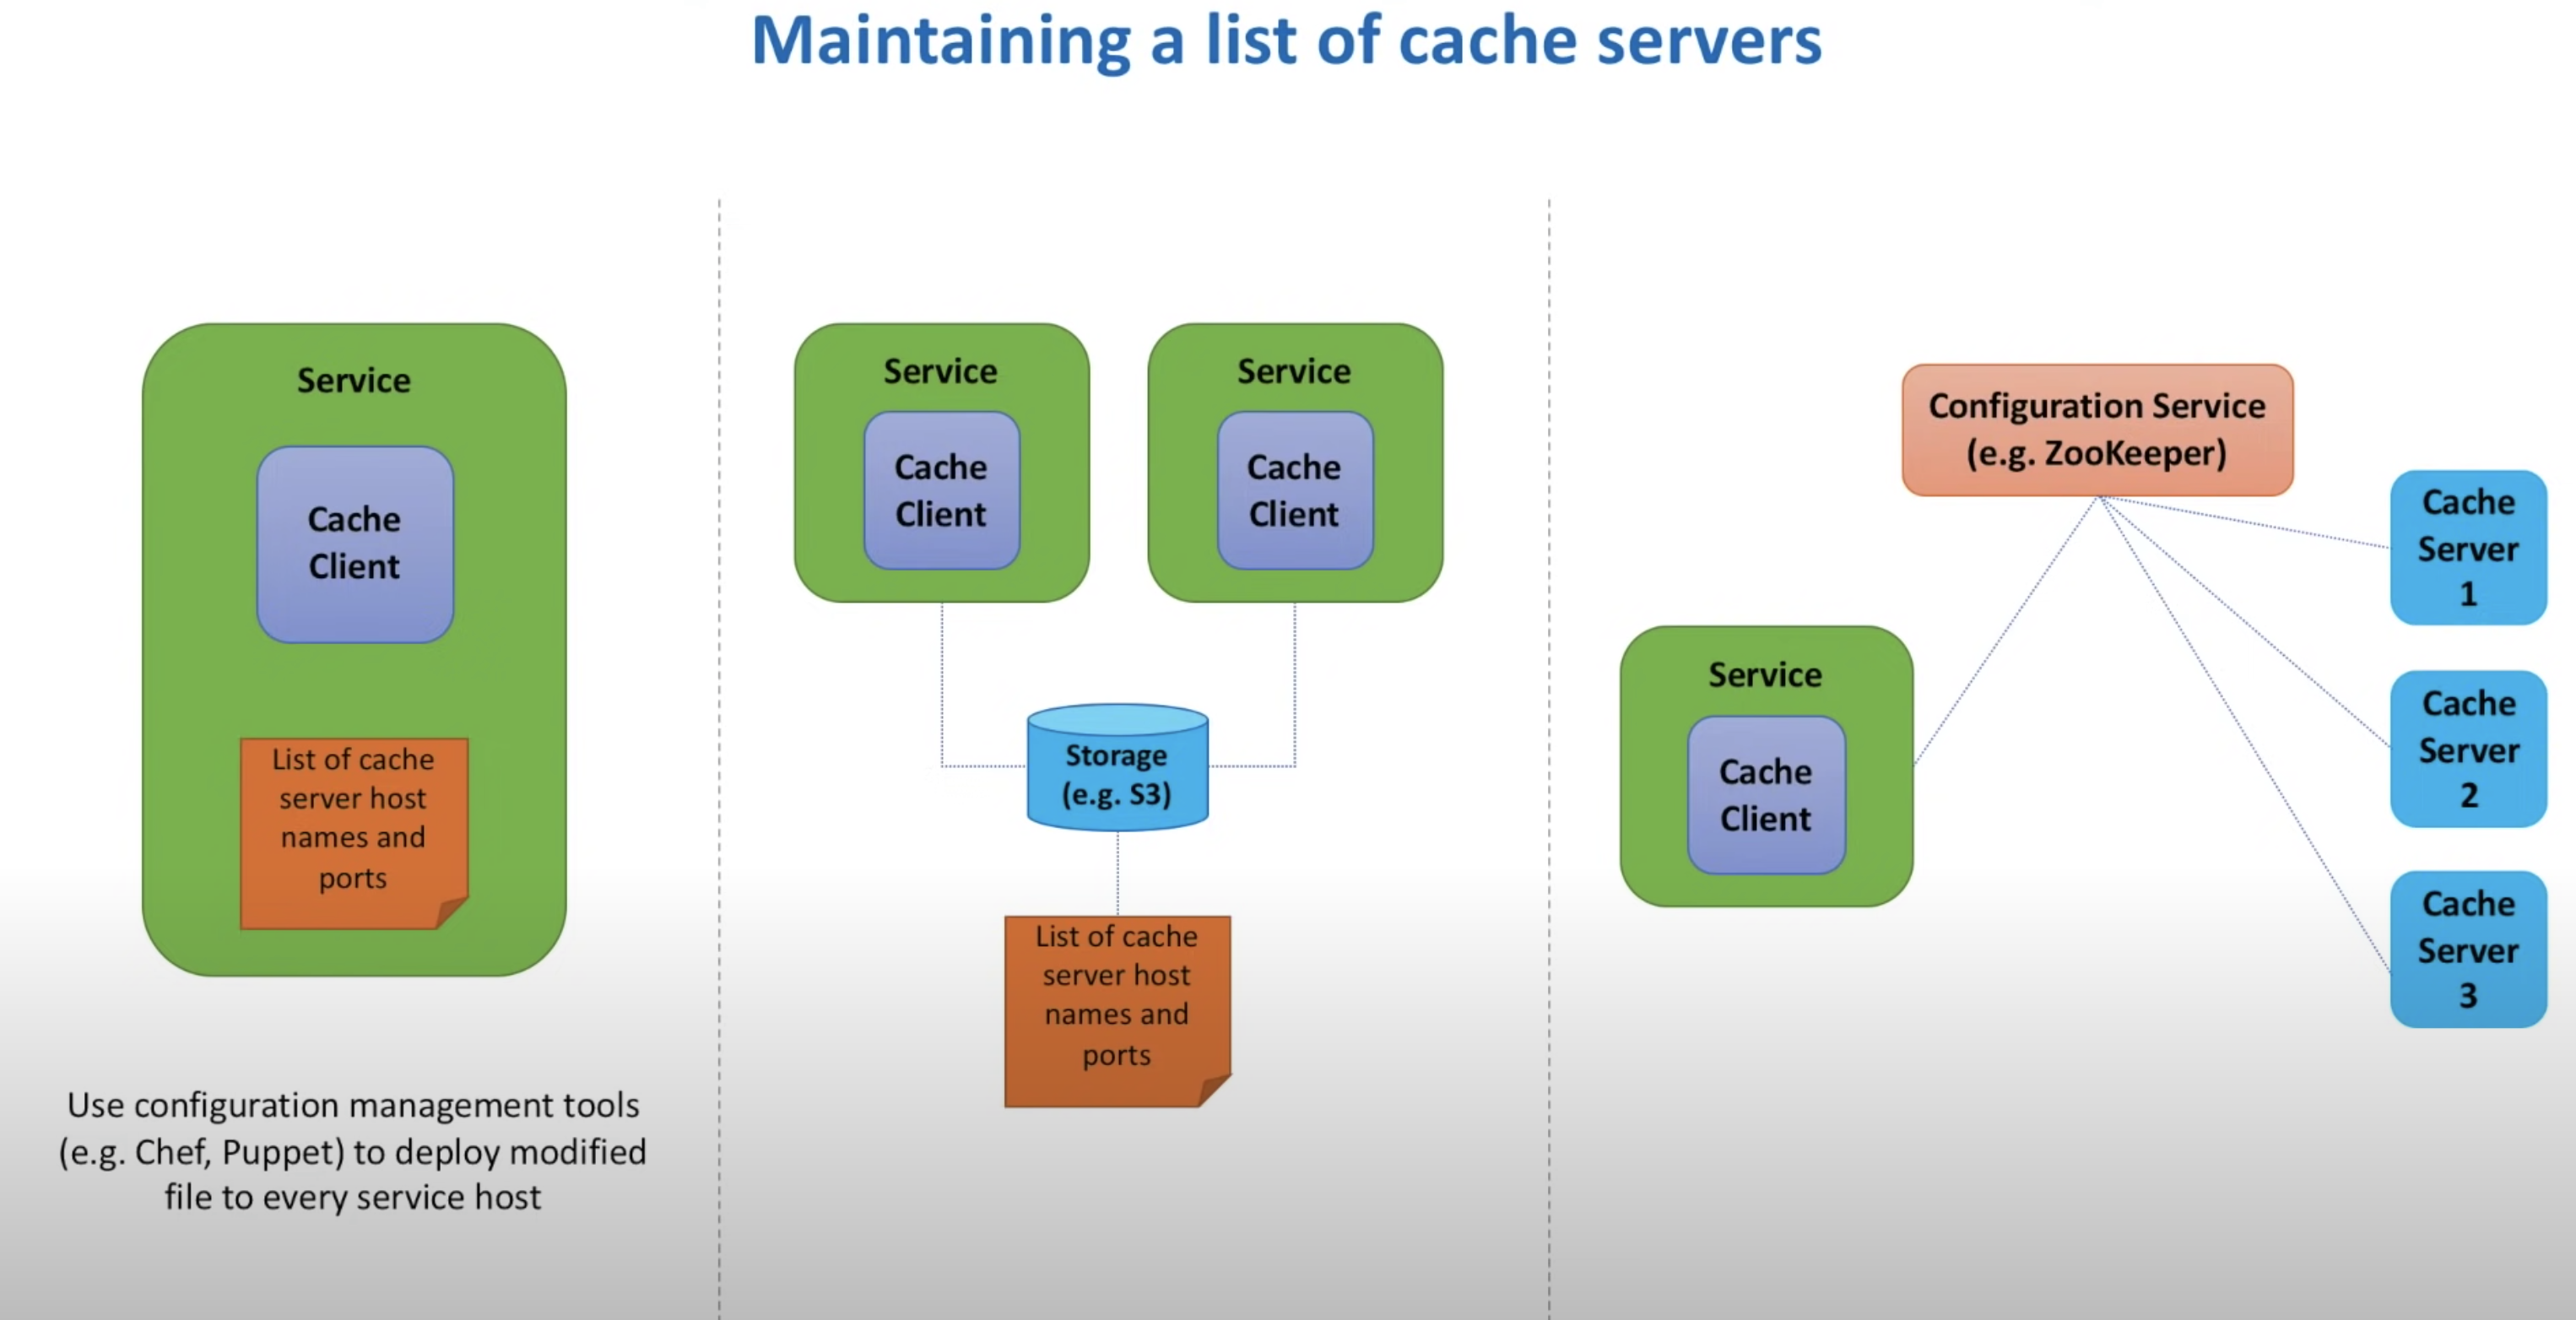 Maintaining a list of cache servers
Service
Cache
Client
List of cache
server host
names and
ports
Use configuration management tools
(e.g. Chef, Puppet) to deploy modified
file to every service host
Service
Cache
Client
Service
Cache
Client
Storage
(e.g. S3)
List of cache
server host
names and
ports
Configuration Service
(e.g. ZooKeeper)
Service
Cache
Client
Cache
Server
1
Cache
Server
2
Cache
Server
3